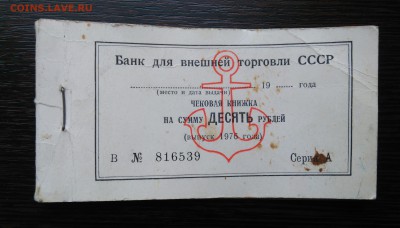 COINS.LAVE.RU
Банк для внешней торговли СССР
19 года
(место и дата выдачи)
ЧЕКОВАЯ КНИЖКА
НА СУММУ ДЕСЯТЬ РУБЛЕЙ
(выпуск 1976 года)
В № 816539 Серия А